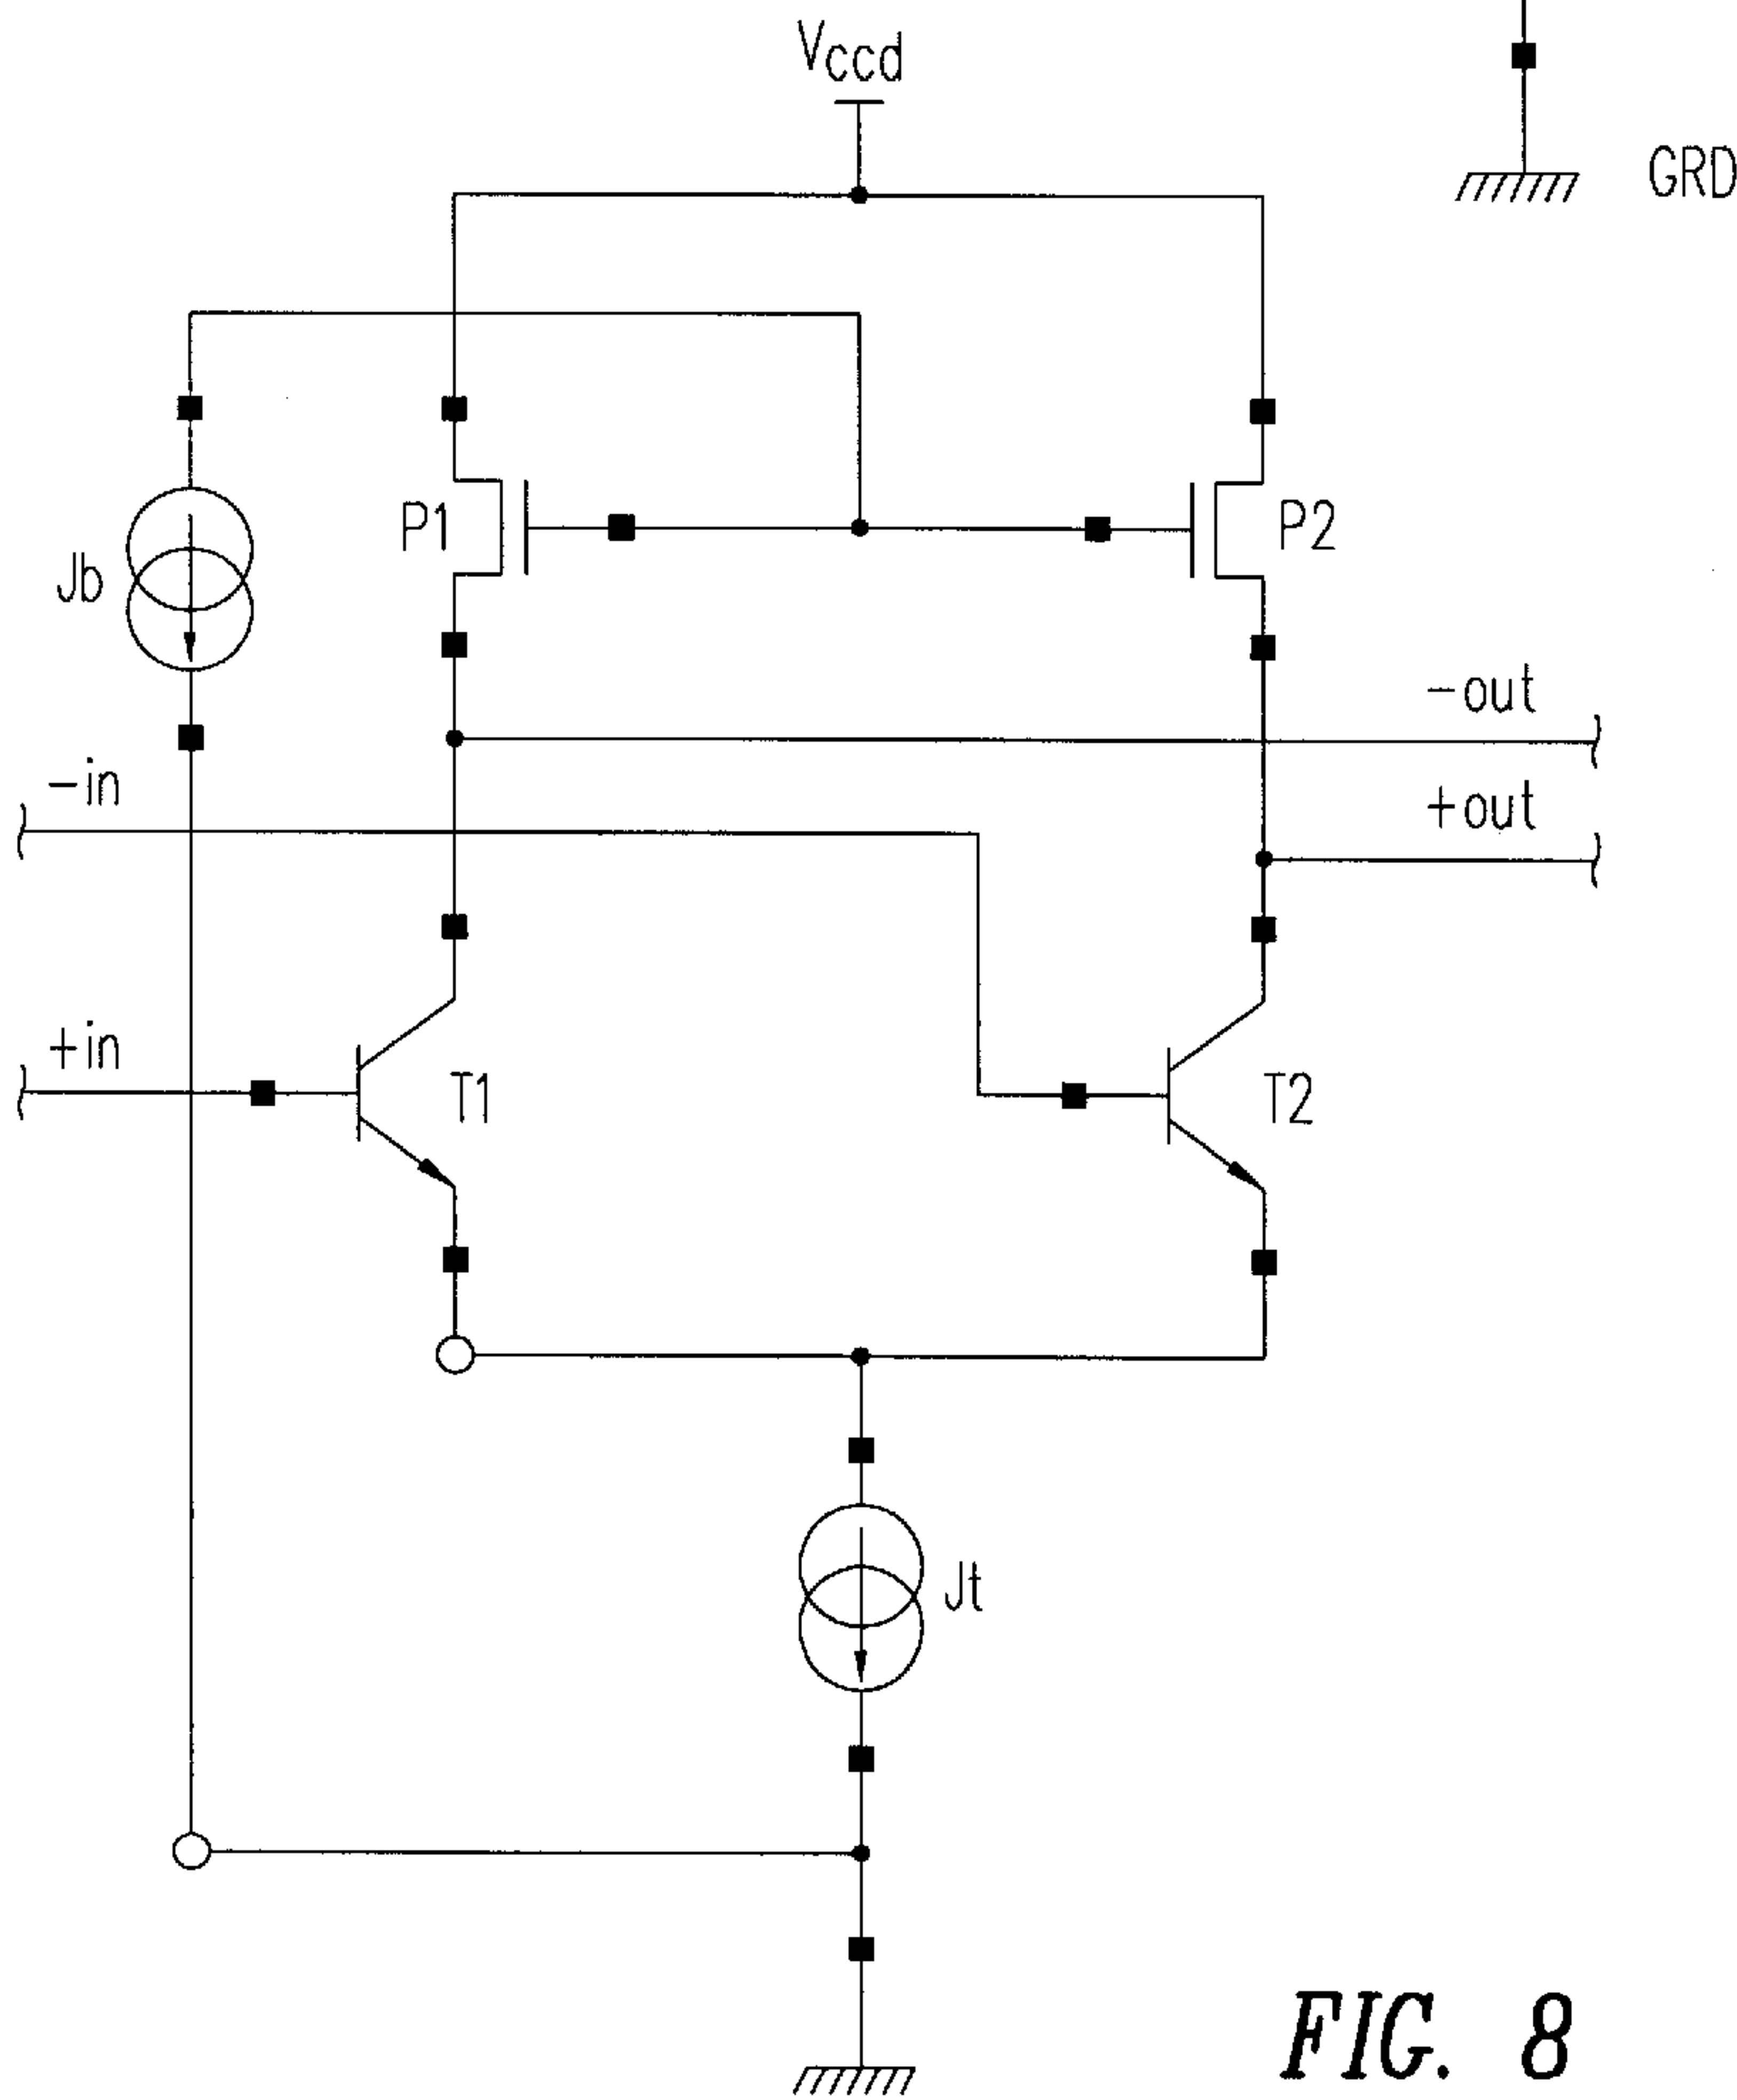 Vccd
GRD
P1
P2
Jb
-out
-in
+out
+in
T1
T2
Jt
FIG. 8